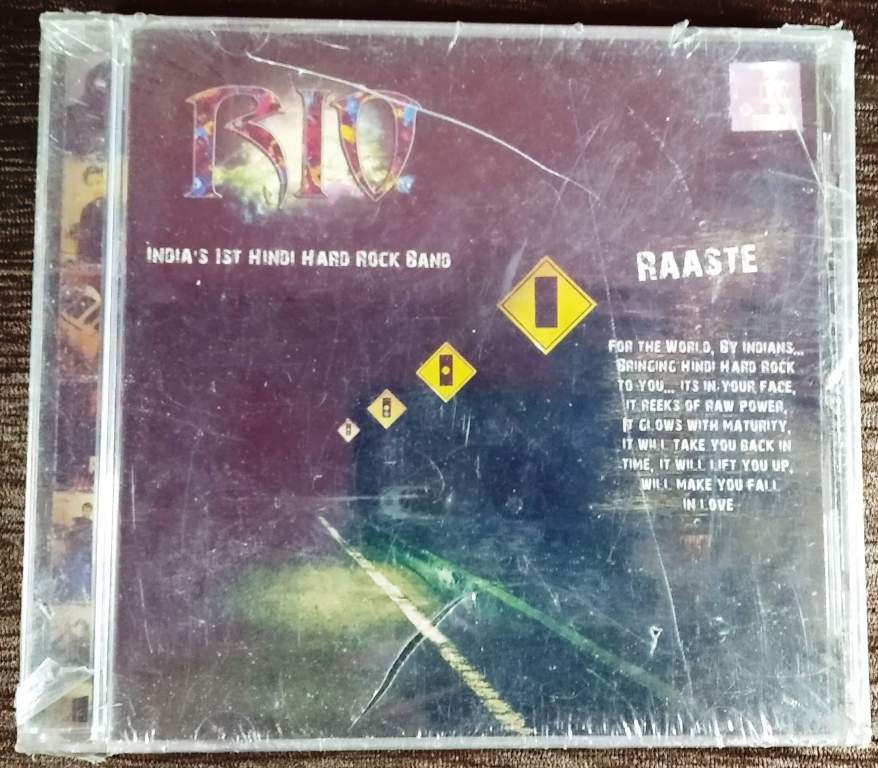 RIO
INDIA'S 1ST HINDI HARD ROCK BAND
RAASTE
FOR THE WORLD, BY INDIANS...
BRINGING HINDI HARD ROCK
TO YOU... ITS IN YOUR FACE,
IT REEKS OF RAW POWER,
IT GLOWS WITH MATURITY,
IT WILL TAKE YOU BACK IN
TIME, IT WILL LIFT YOU UP,
WILL MAKE YOU FALL
IN LOVE